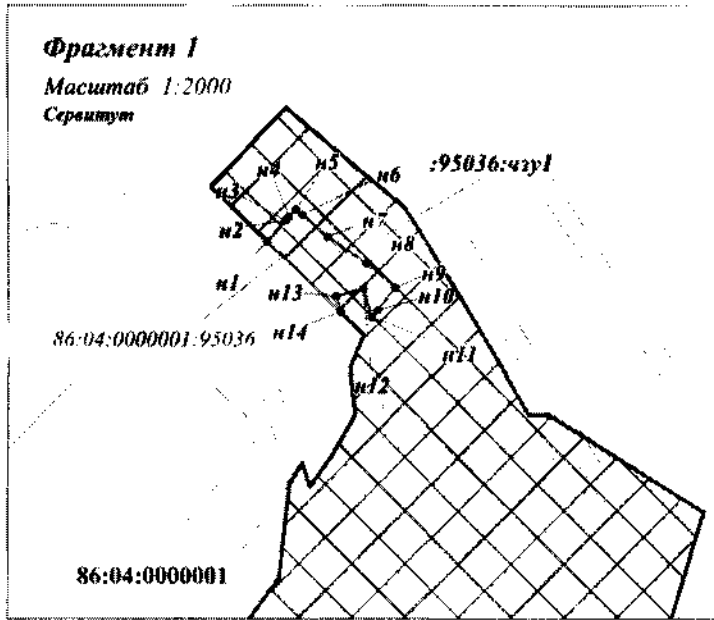 Фрагмент 1
Масштаб 1:2000
Сервитут
н5
н4
н6
:95036:чзу1
н3
н7
н2
н8
н9
н1
н13
н10
86:04:0000001:95036
н14
н11
н12
86:04:0000001